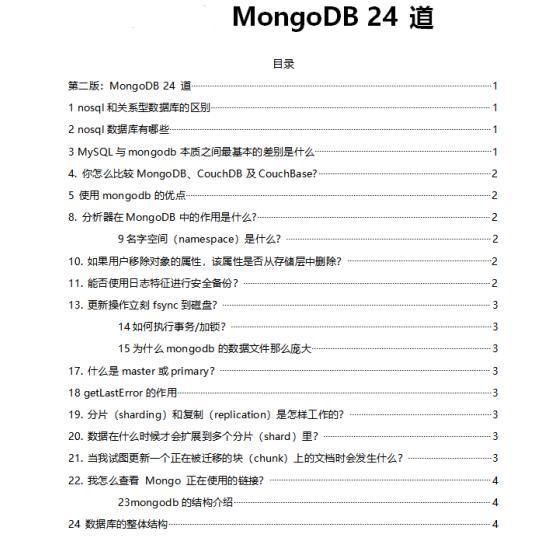 MongoDB 24 道
目录
第二版：MongoDB 24 道 1
1 nosql 和关系型数据库的区别 1
2 nosql 数据库有哪些 1
3 MySQL 与 mongodb 本质之间最基本的差别是什么 1
4. 你怎么比较 MongoDB、CouchDB 及 CouchBase? 2
5 使用 mongodb 的优点 2
8. 分析器在 MongoDB 中的作用是什么? 2
9 名字空间（namespace）是什么？ 2
10. 如果用户移除对象的属性，该属性是否从存储层中删除？ 2
11. 能否使用日志特征进行安全备份？ 2
13. 更新操作立刻 fsync 到磁盘？ 3
14 如何执行事务/加锁？ 3
15 为什么 mongodb 的数据文件那么庞大 3
17. 什么是 master 或 primary？ 3
18 getLastError 的作用 3
19. 分片（sharding）和复制（replication）是怎样工作的？ 3
20. 数据在什么时候才会扩展到多个分片（shard）里？ 3
21. 当我试图更新一个正在被迁移的块（chunk）上的文档时会发生什么？ 3
22. 我怎么查看 Mongo 正在使用的链接？ 4
23mongodb 的结构介绍 4
24 数据库的整体结构 4